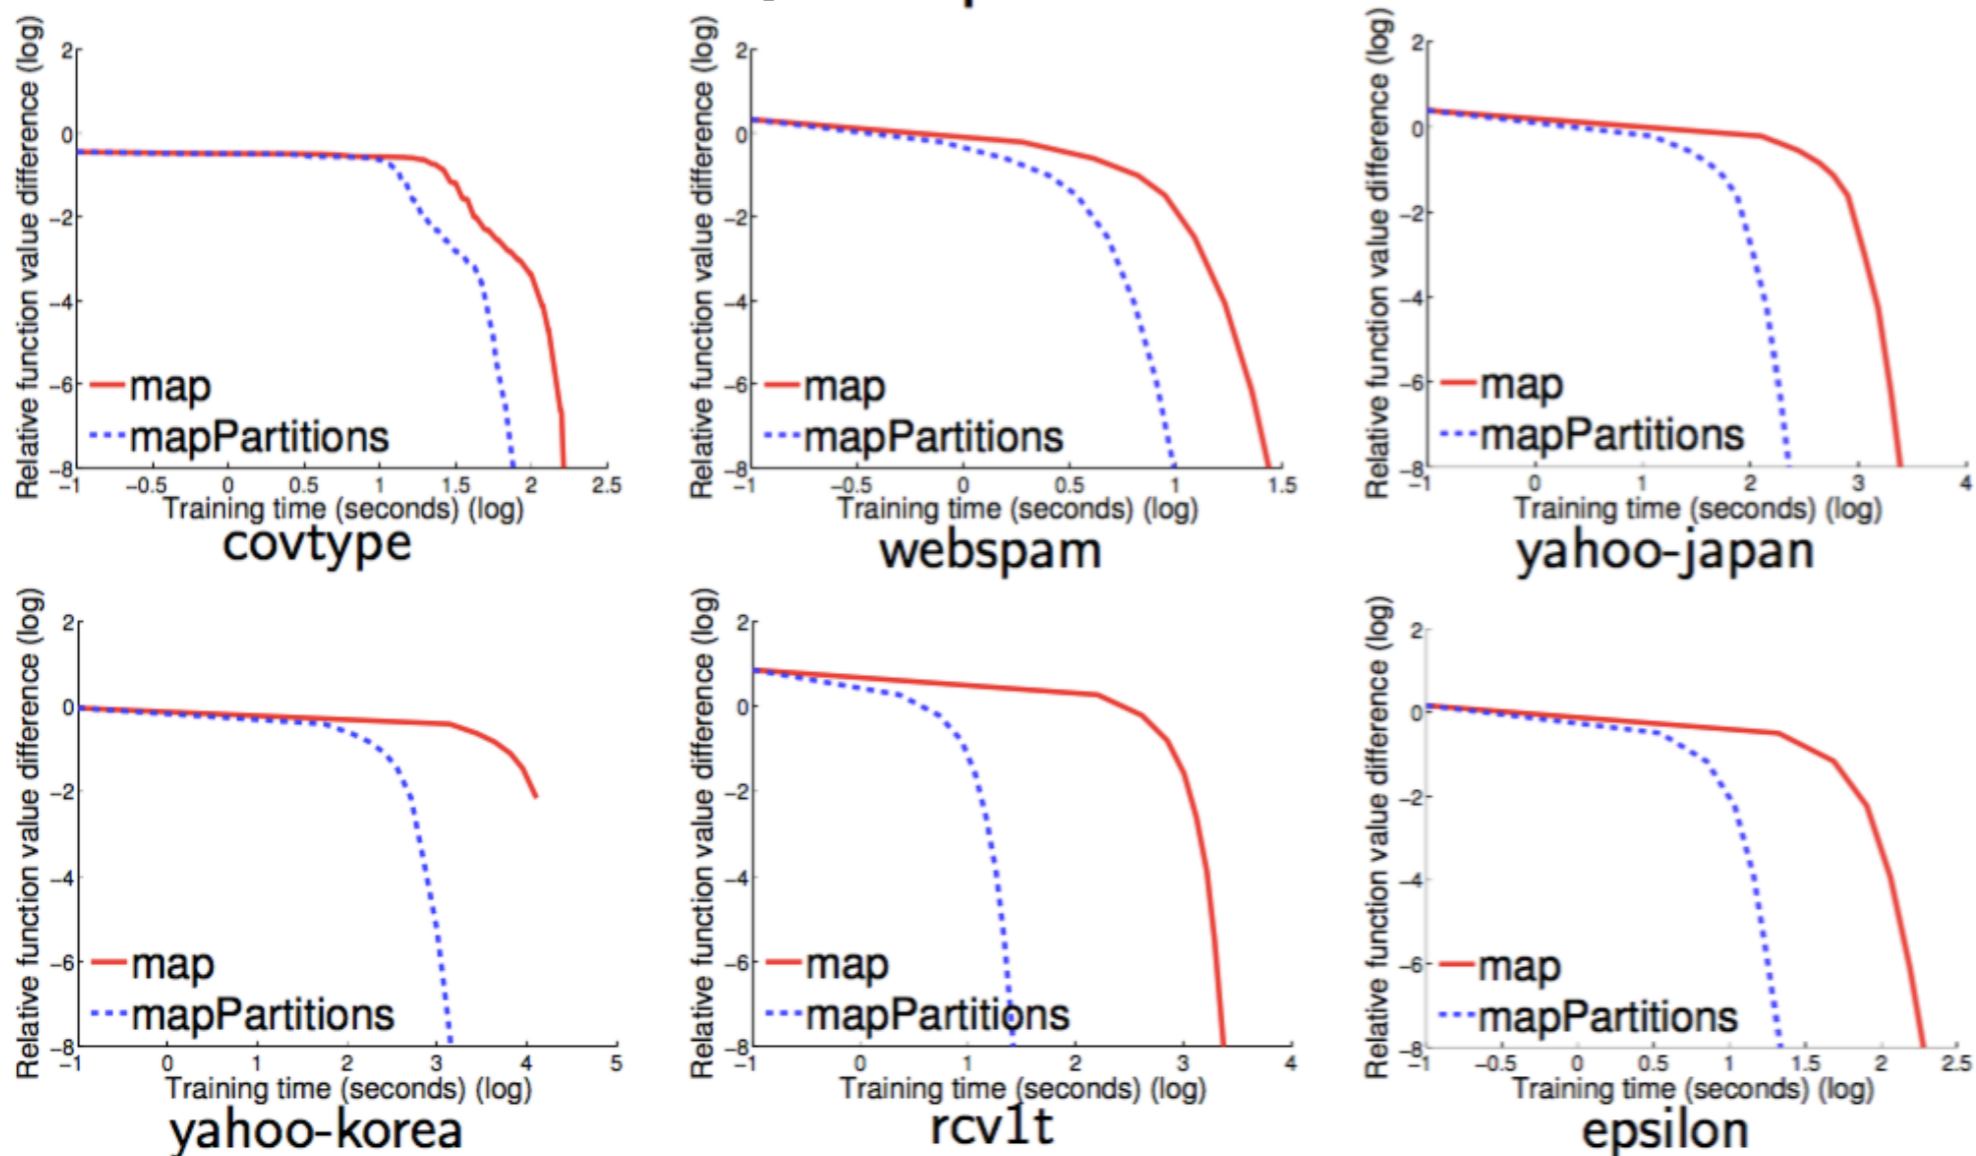 Relative function value difference (log)
2
0
-2
-4
-6
-8
map
mapPartitions
-1 -0.5 0 0.5 1 1.5 2 2.5
Training time (seconds) (log)
covtype
Relative function value difference (log)
2
0
-2
-4
-6
-8
map
mapPartitions
-1 -0.5 0 0.5 1 1.5
Training time (seconds) (log)
webspam
Relative function value difference (log)
2
0
-2
-4
-6
-8
map
mapPartitions
-1 0 1 2 3 4
Training time (seconds) (log)
yahoo-japan
Relative function value difference (log)
2
0
-2
-4
-6
-8
map
mapPartitions
-1 0 1 2 3 4 5
Training time (seconds) (log)
yahoo-korea
Relative function value difference (log)
2
0
-2
-4
-6
-8
map
mapPartitions
-1 0 1 2 3 4
Training time (seconds) (log)
rcv1t
Relative function value difference (log)
2
0
-2
-4
-6
-8
map
mapPartitions
-1 -0.5 0 0.5 1 1.5 2 2.5
Training time (seconds) (log)
epsilon